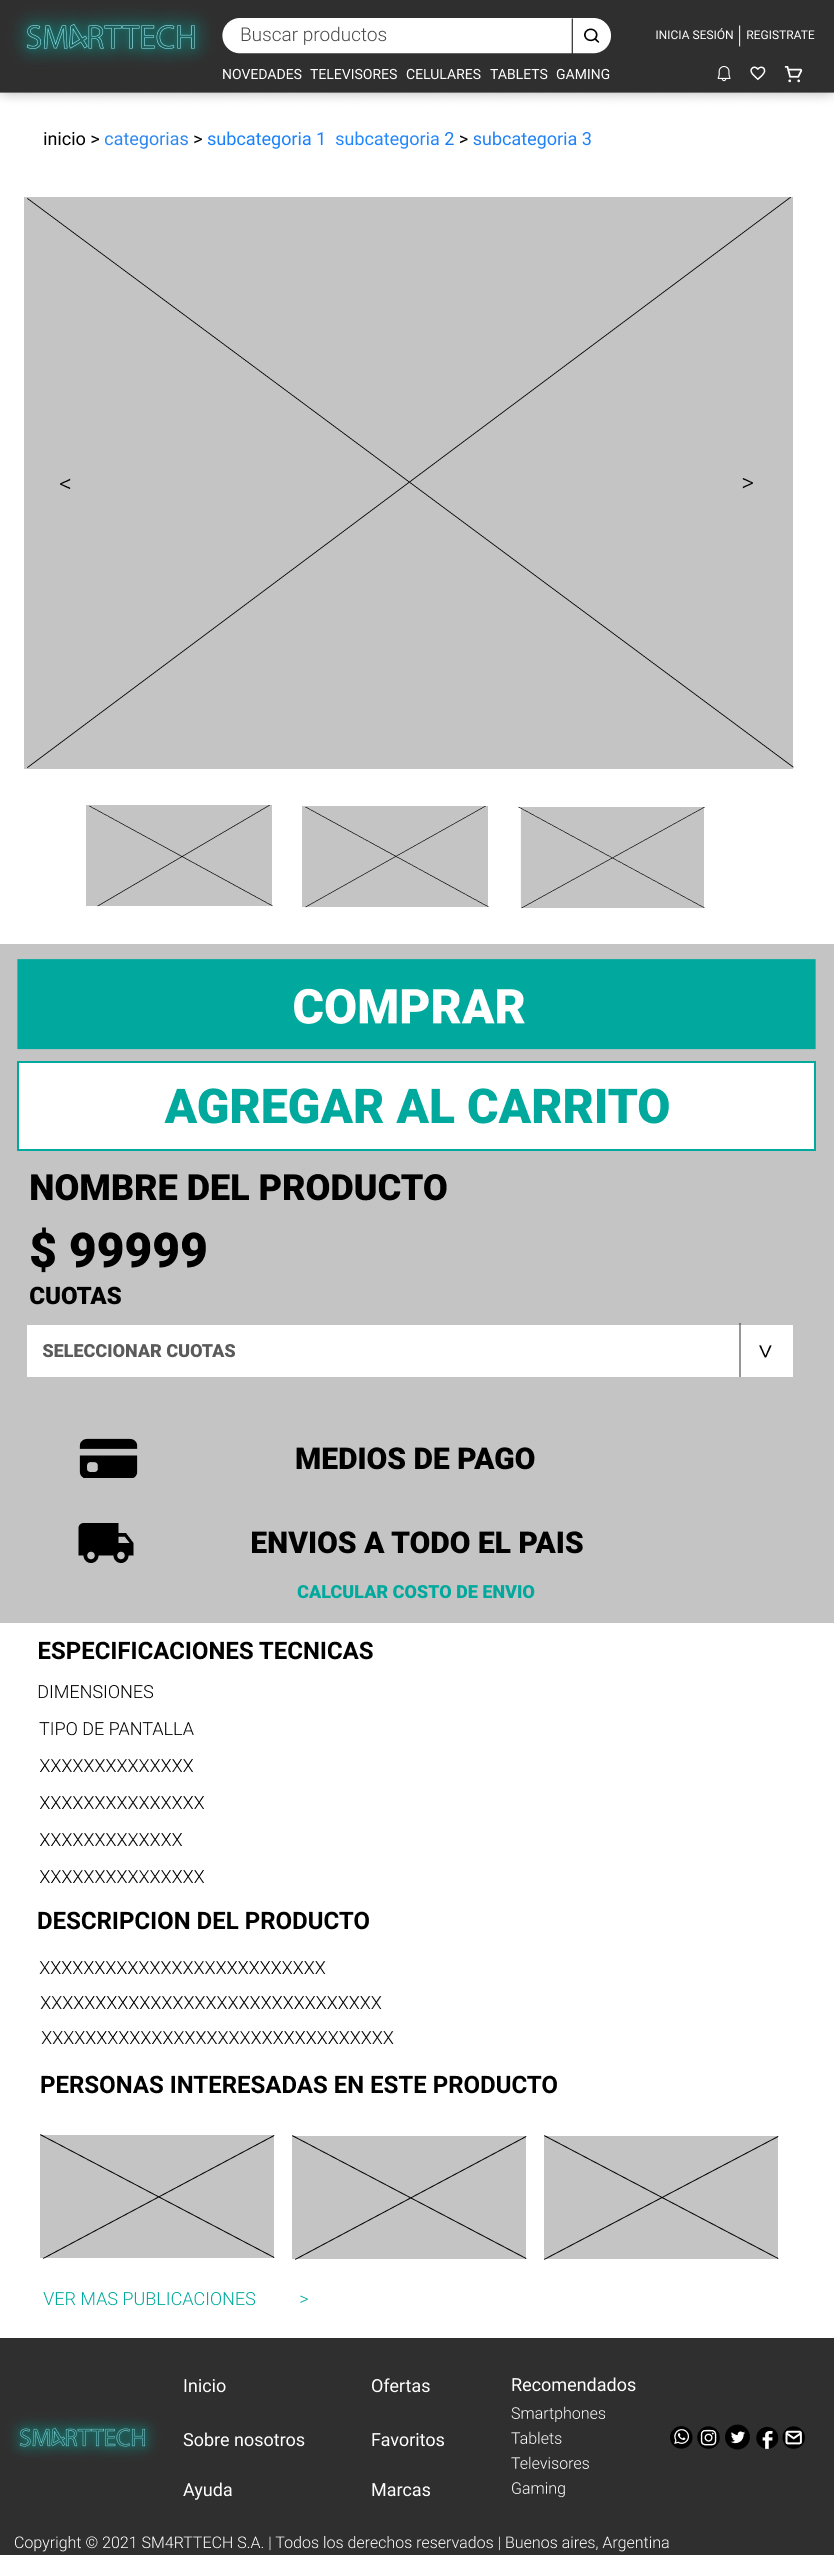 SM4RTTECH
Buscar productos
INICIA SESIÓN | REGISTRATE
NOVEDADES TELEVISORES CELULARES TABLETS GAMING
inicio > categorias > subcategoria 1 subcategoria 2 > subcategoria 3
< >
COMPRAR
AGREGAR AL CARRITO
NOMBRE DEL PRODUCTO
$ 99999
CUOTAS
SELECCIONAR CUOTAS V
MEDIOS DE PAGO
ENVIOS A TODO EL PAIS
CALCULAR COSTO DE ENVIO
ESPECIFICACIONES TECNICAS
DIMENSIONES
TIPO DE PANTALLA
XXXXXXXXXXXXXX
XXXXXXXXXXXXXXX
XXXXXXXXXXXXX
XXXXXXXXXXXXXXX
DESCRIPCION DEL PRODUCTO
XXXXXXXXXXXXXXXXXXXXXXXXXX
XXXXXXXXXXXXXXXXXXXXXXXXXXXXXXX
XXXXXXXXXXXXXXXXXXXXXXXXXXXXXXXX
PERSONAS INTERESADAS EN ESTE PRODUCTO
VER MAS PUBLICACIONES >
SM4RTTECH
Inicio
Sobre nosotros
Ayuda
Ofertas
Favoritos
Marcas
Recomendados
Smartphones
Tablets
Televisores
Gaming
Copyright © 2021 SM4RTTECH S.A. | Todos los derechos reservados | Buenos aires, Argentina